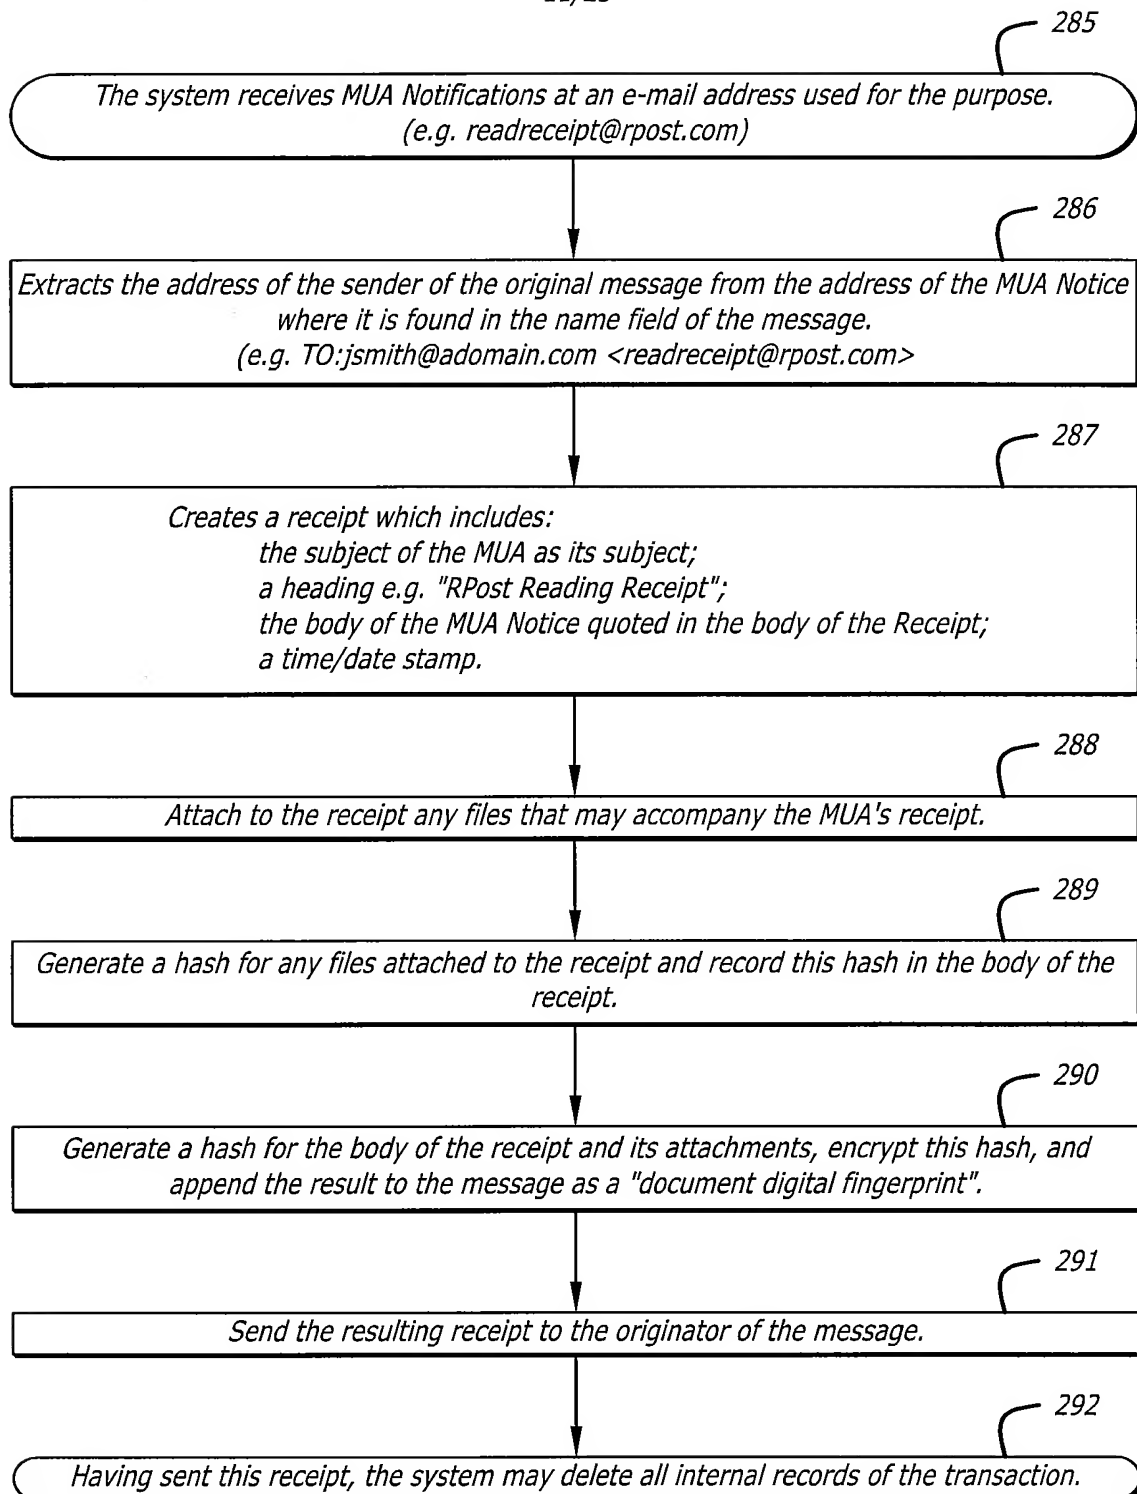 285
The system receives MUA Notifications at an e-mail address used for the purpose.
(e.g. readreceipt@rpost.com)
286
Extracts the address of the sender of the original message from the address of the MUA Notice
where it is found in the name field of the message.
(e.g. TO:jsmith@adomain.com <readreceipt@rpost.com>
287
Creates a receipt which includes:
the subject of the MUA as its subject;
a heading e.g. "RPost Reading Receipt";
the body of the MUA Notice quoted in the body of the Receipt;
a time/date stamp.
288
Attach to the receipt any files that may accompany the MUA's receipt.
289
Generate a hash for any files attached to the receipt and record this hash in the body of the
receipt.
290
Generate a hash for the body of the receipt and its attachments, encrypt this hash, and
append the result to the message as a "document digital fingerprint".
291
Send the resulting receipt to the originator of the message.
292
Having sent this receipt, the system may delete all internal records of the transaction.